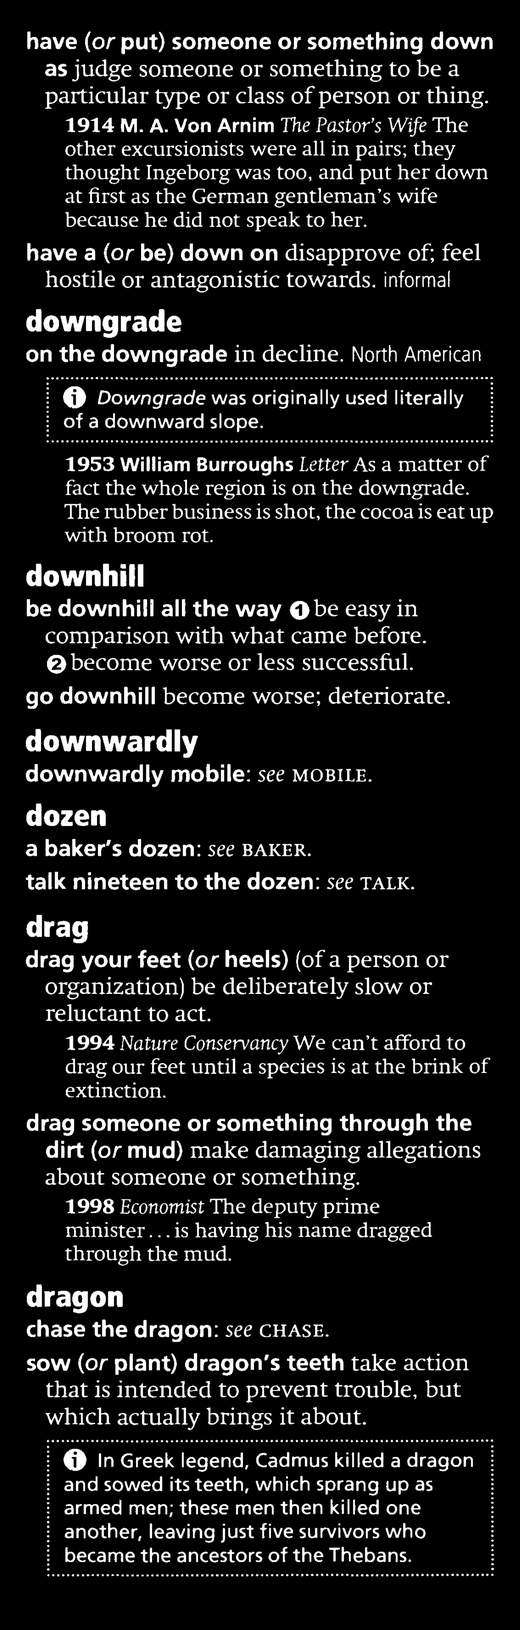 have (or put) someone or something down
as judge someone or something to be a
particular type or class of person or thing.
1914 M. A. Von Arnim The Pastor's Wife The
other excursionists were all in pairs; they
thought Ingeborg was too, and put her down
at first as the German gentleman's wife
because he did not speak to her.
have a (or be) down on disapprove of; feel
hostile or antagonistic towards. informal
downgrade
on the downgrade in decline. North American
ℹ Downgrade was originally used literally
of a downward slope.
1953 William Burroughs Letter As a matter of
fact the whole region is on the downgrade.
The rubber business is shot, the cocoa is eat up
with broom rot.
downhill
be downhill all the way ❶ be easy in
comparison with what came before.
❷ become worse or less successful.
go downhill become worse; deteriorate.
downwardly
downwardly mobile: see MOBILE.
dozen
a baker's dozen: see BAKER.
talk nineteen to the dozen: see TALK.
drag
drag your feet (or heels) (of a person or
organization) be deliberately slow or
reluctant to act.
1994 Nature Conservancy We can't afford to
drag our feet until a species is at the brink of
extinction.
drag someone or something through the
dirt (or mud) make damaging allegations
about someone or something.
1998 Economist The deputy prime
minister...is having his name dragged
through the mud.
dragon
chase the dragon: see CHASE.
sow (or plant) dragon's teeth take action
that is intended to prevent trouble, but
which actually brings it about.
ℹ In Greek legend, Cadmus killed a dragon
and sowed its teeth, which sprang up as
armed men; these men then killed one
another, leaving just five survivors who
became the ancestors of the Thebans.